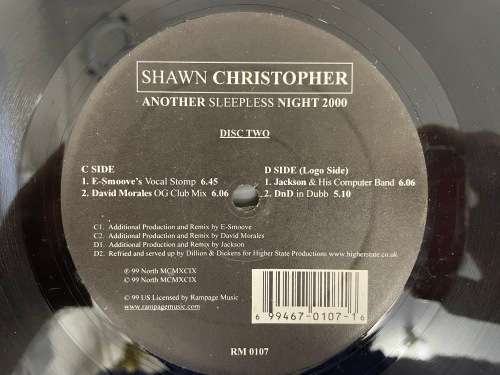 SHAWN CHRISTOPHER
ANOTHER SLEEPLESS NIGHT 2000
DISC TWO
C SIDE
1. E-Smoove's Vocal Stomp 6.45
2. David Morales OG Club Mix 6.06
D SIDE (Logo Side)
1. Jackson & His Computer Band 6.06
2. DnD in Dubb 5.10
C1. Additional Production and Remix by E-Smoove
C2. Additional Production and Remix by David Morales
D1. Additional Production and Remix by Jackson
D2. Refried and served up by Dillion & Dickens for Higher State Productions www.higherstate.co.uk
℗ 99 North MCMXCIX
© 99 North MCMXCIX
© 99 US Licensed by Rampage Music
www.rampagemusic.com
6 99467-0107-1 6
RM 0107